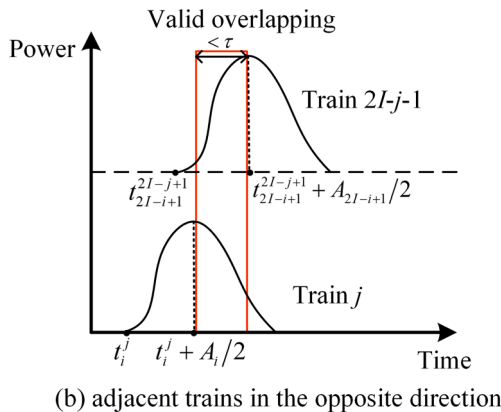 Valid overlapping
< τ
Power
Train 2I-j-1
t_{2I-i+1}^{2I-j+1}
t_{2I-i+1}^{2I-j+1} + A_{2I-i+1}/2
Train j
t_i^j
t_i^j + A_i/2
Time
(b) adjacent trains in the opposite direction